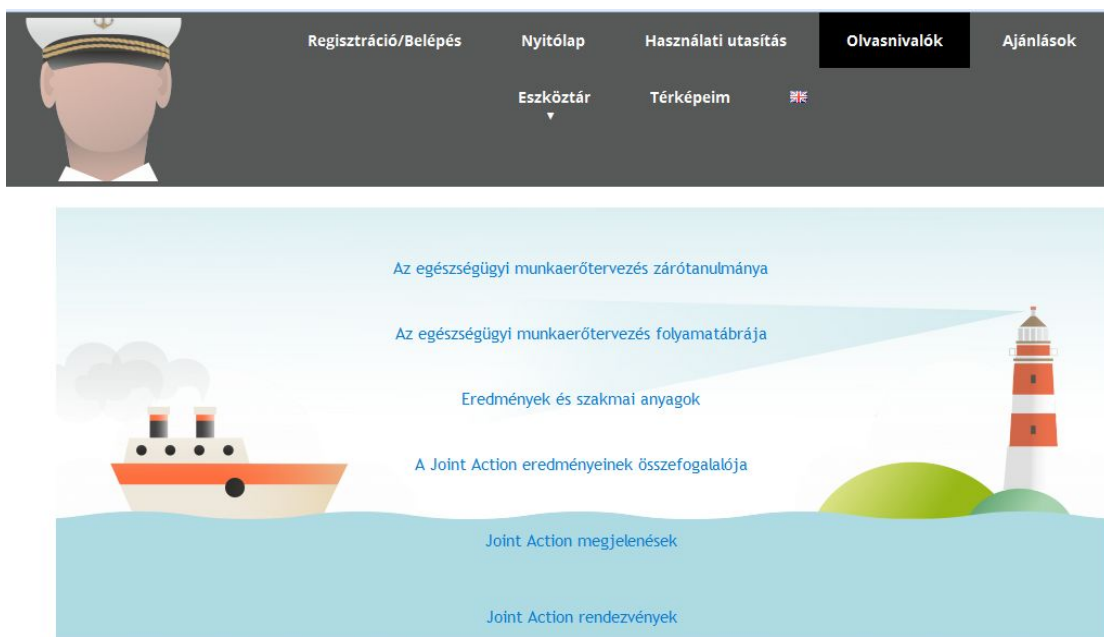 Regisztráció/Belépés Nyitólap Használati utasítás Olvasnivalók Ajánlások
Eszköztár Térképeim
▼
Az egészségügyi munkaerőtervezés zárótanulmánya
Az egészségügyi munkaerőtervezés folyamatábrája
Eredmények és szakmai anyagok
A Joint Action eredményeinek összefogalalója
Joint Action megjelenések
Joint Action rendezvények